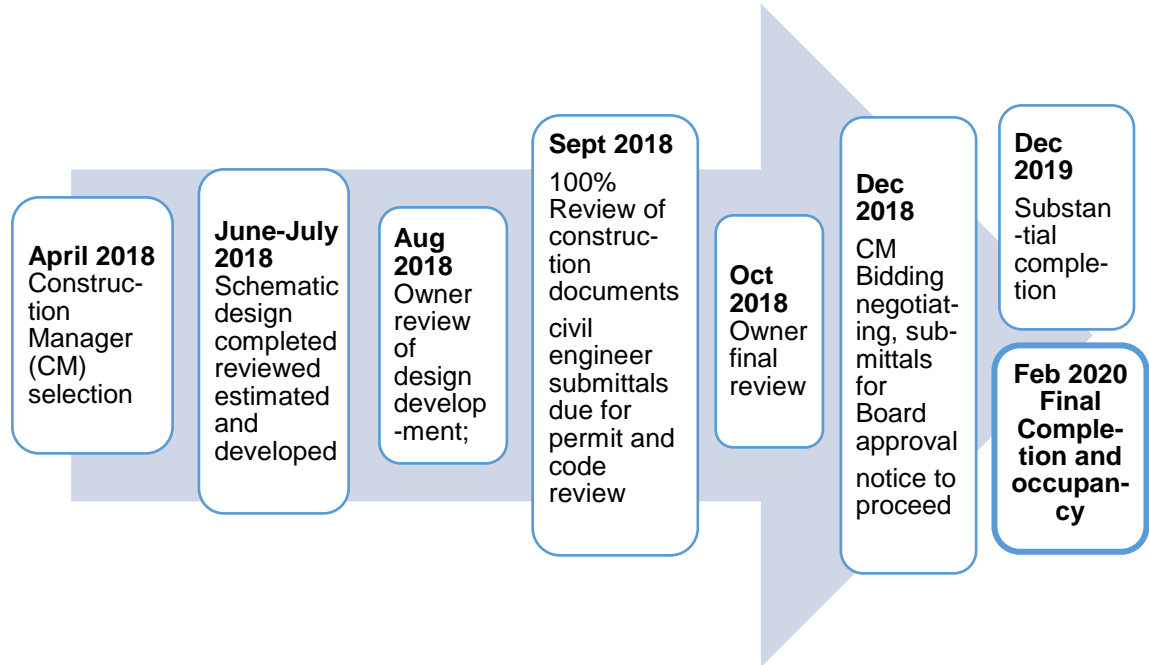 April 2018
Construc-
tion
Manager
(CM)
selection
June-July
2018
Schematic
design
completed
reviewed
estimated
and
developed
Aug
2018
Owner
review
of
design
develop
-ment;
Sept 2018
100%
Review of
construc-
tion
documents
civil
engineer
submittals
due for
permit and
code
review
Oct
2018
Owner
final
review
Dec
2018
CM
Bidding
negotiat-
ing, sub-
mittals
for
Board
approval
notice to
proceed
Dec
2019
Substan
-tial
comple-
tion
Feb 2020
Final
Comple-
tion and
occupan-
cy